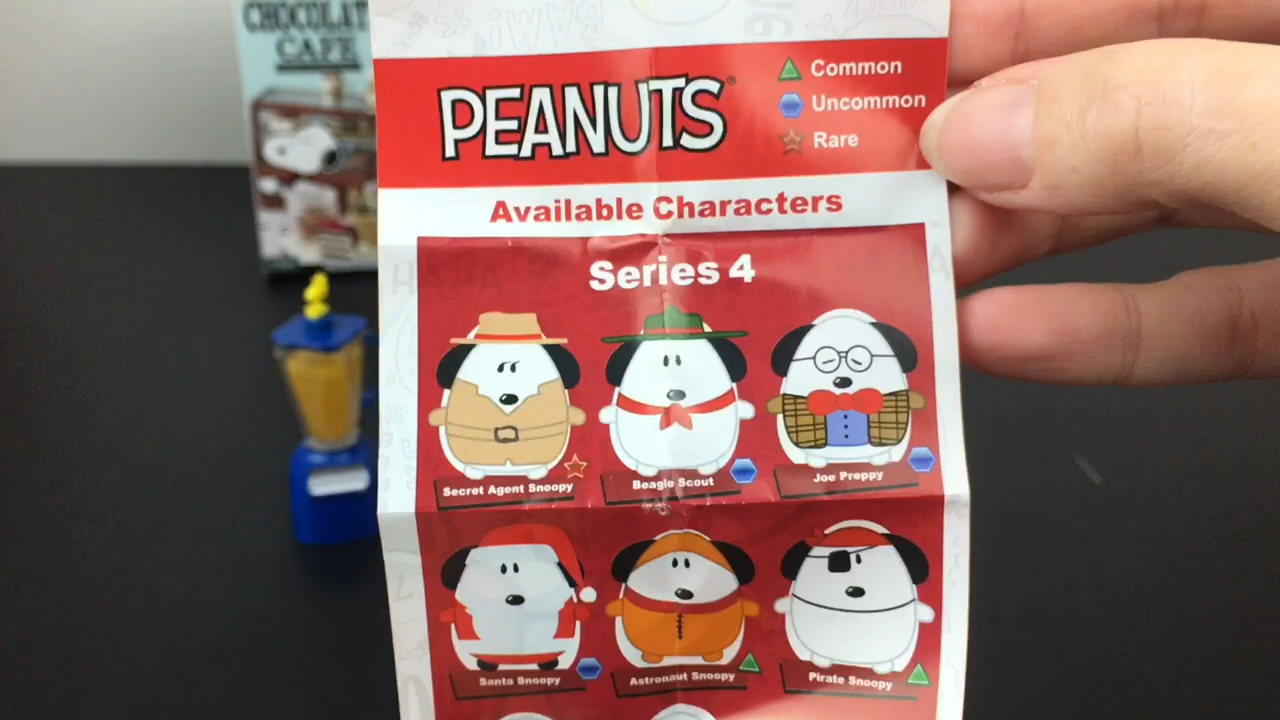 CHOCOLAT
CAFE
PEANUTS®
Common
Uncommon
Rare
Available Characters
Series 4
Secret Agent Snoopy
Beagle Scout
Joe Preppy
Santa Snoopy
Astronaut Snoopy
Pirate Snoopy